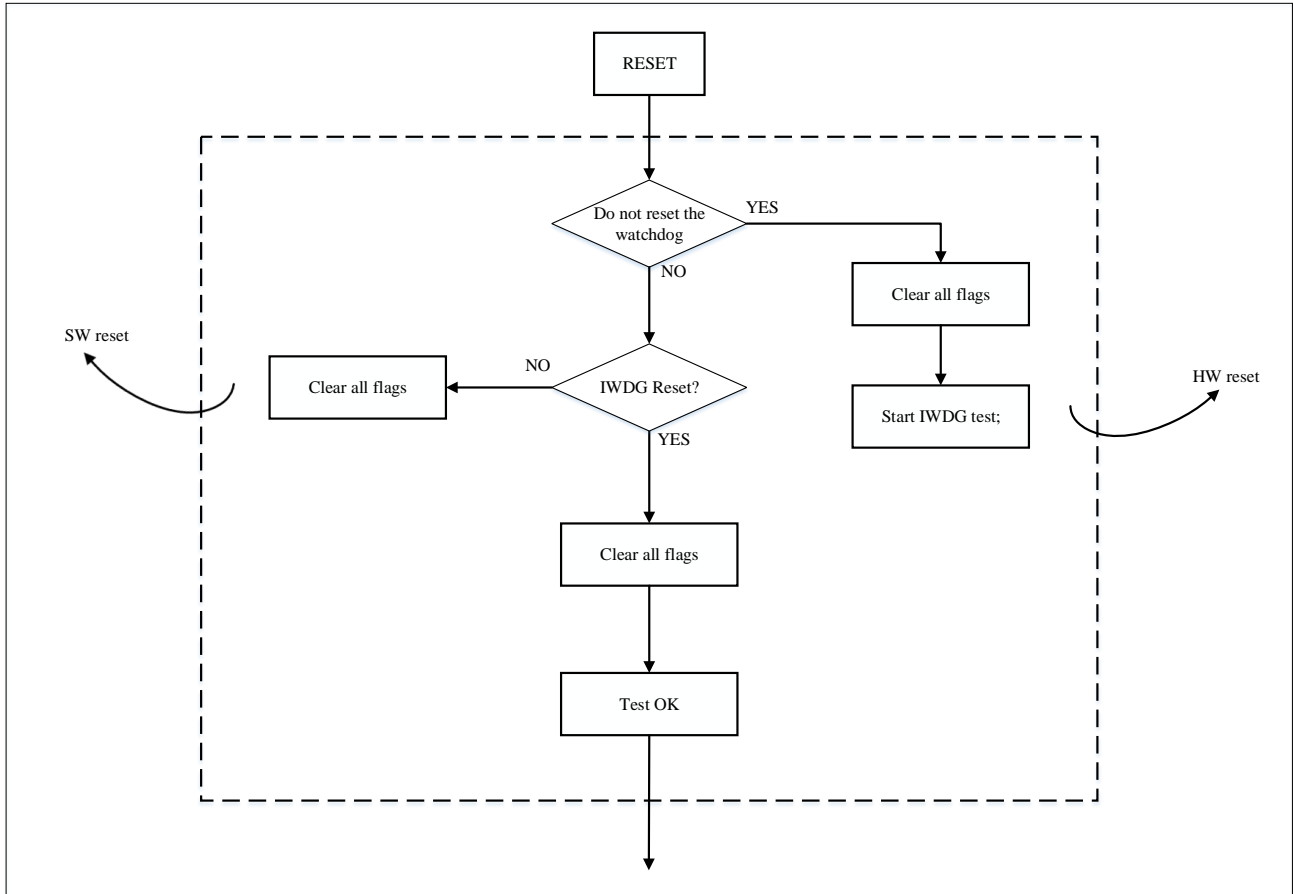 RESET
Do not reset the
watchdog
YES
NO
Clear all flags
SW reset
NO
Clear all flags
IWDG Reset?
HW reset
Start IWDG test;
YES
Clear all flags
Test OK